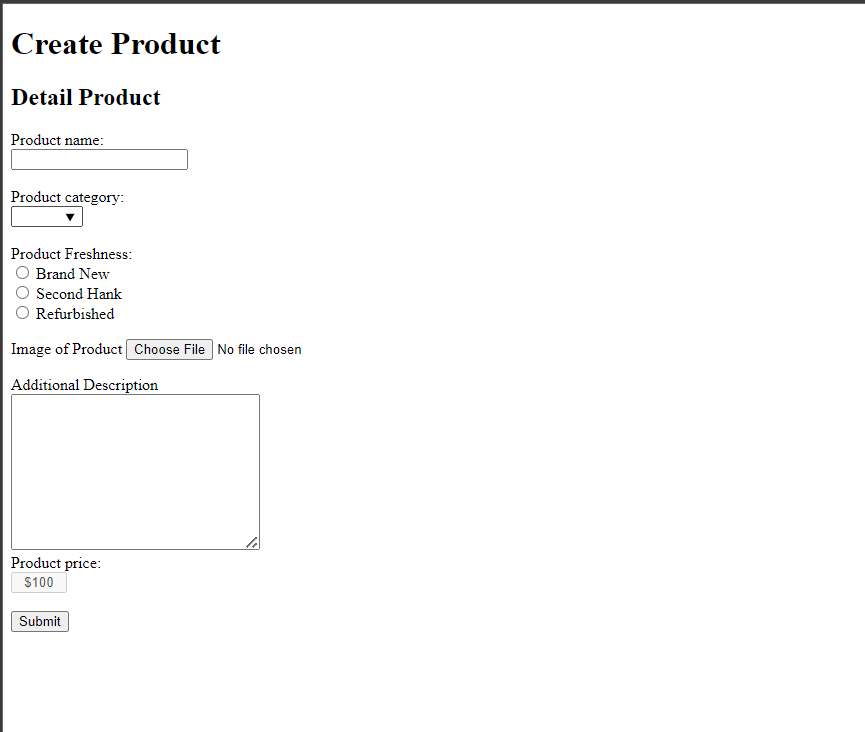 Create Product
Detail Product
Product name:
Product category:
Product Freshness:
Brand New
Second Hank
Refurbished
Image of Product Choose File No file chosen
Additional Description
Product price:
$100
Submit